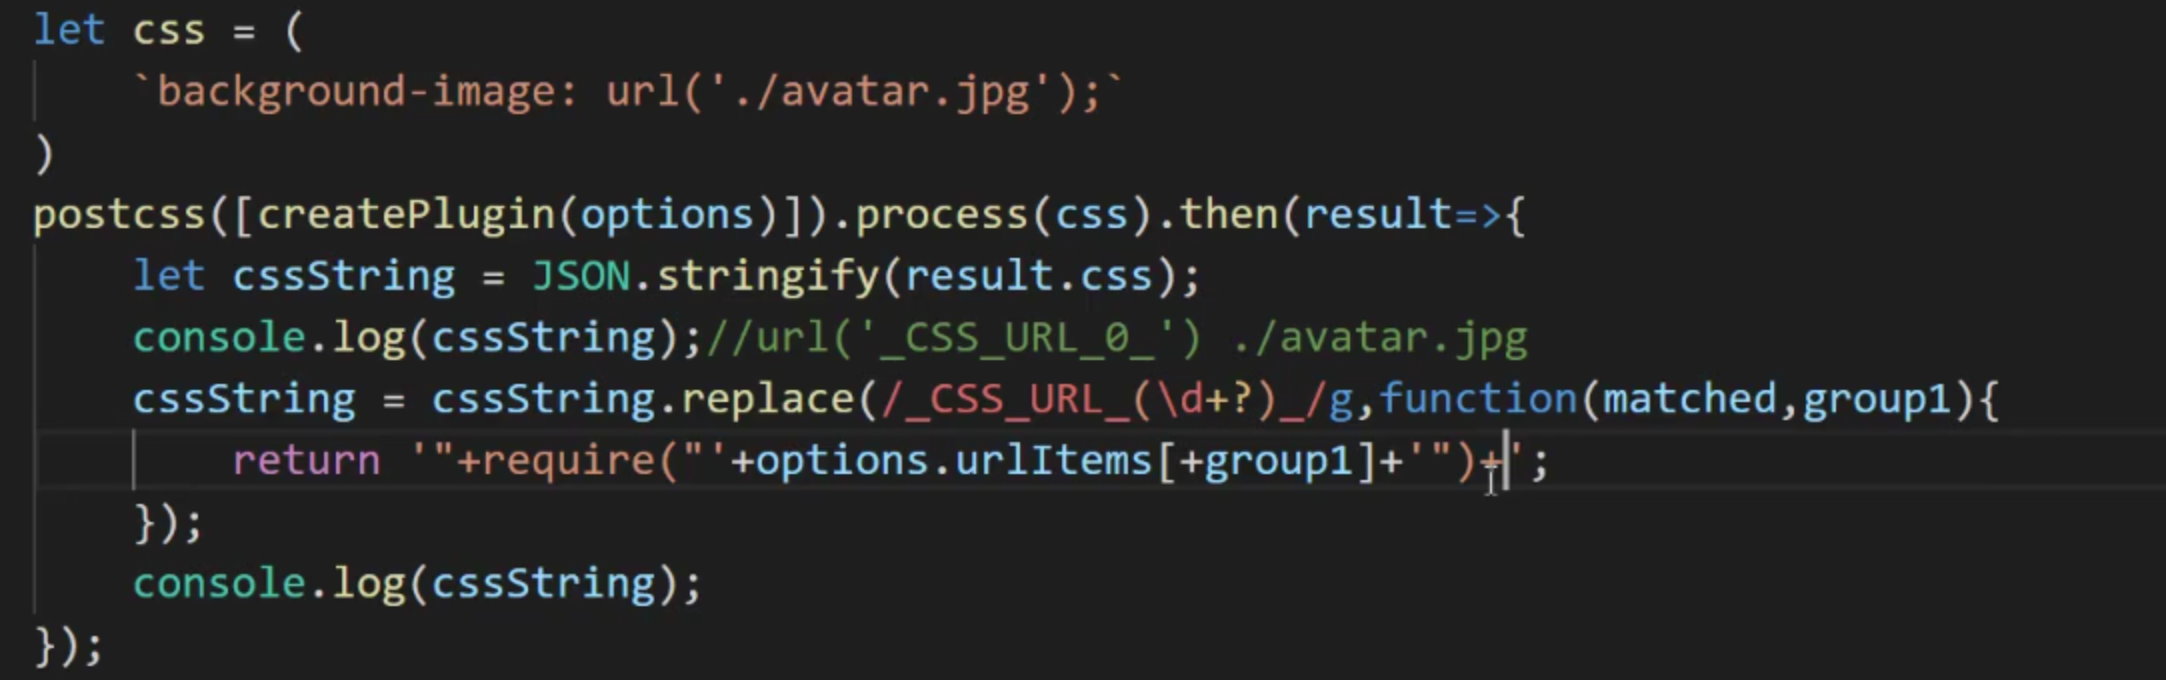 let css = (
    `background-image: url('./avatar.jpg');`
)
postcss([createPlugin(options)]).process(css).then(result=>{
    let cssString = JSON.stringify(result.css);
    console.log(cssString);//url('_CSS_URL_0_') ./avatar.jpg
    cssString = cssString.replace(/_CSS_URL_(\d+?)_/g,function(matched,group1){
        return '"+require("'+options.urlItems[+group1]+'")+';
    });
    console.log(cssString);
});